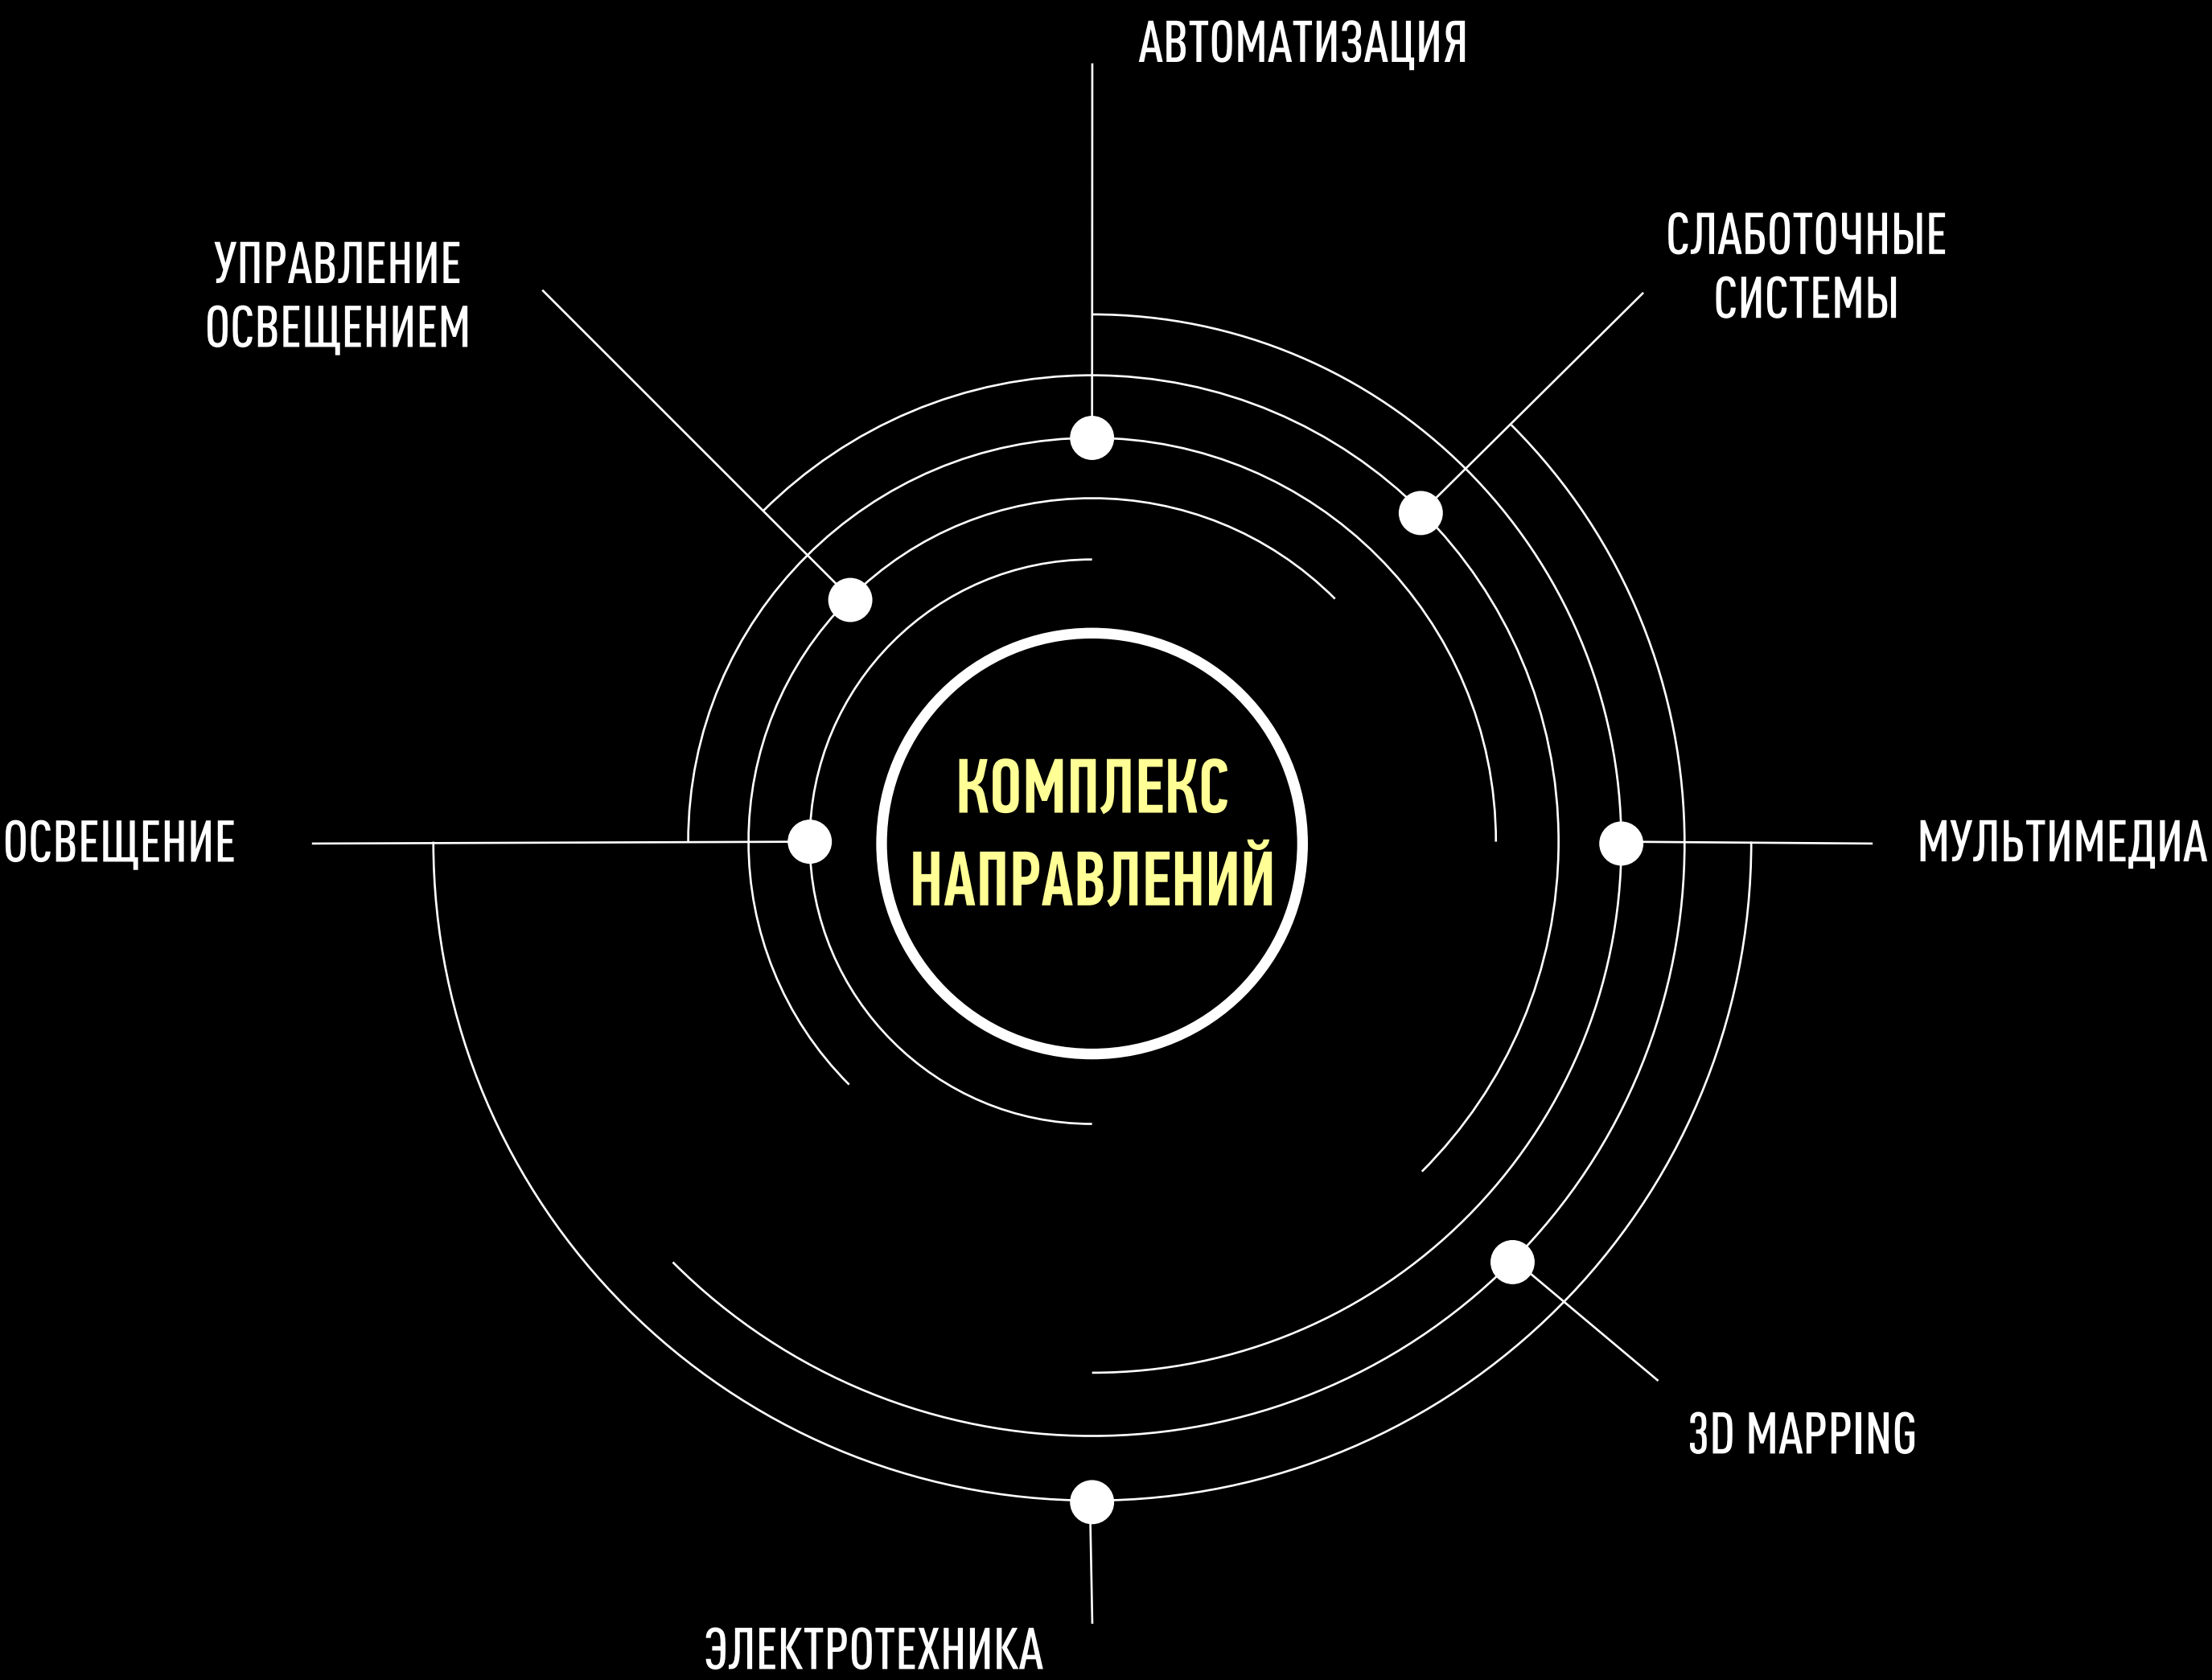 АВТОМАТИЗАЦИЯ
СЛАБОТОЧНЫЕ
СИСТЕМЫ
УПРАВЛЕНИЕ
ОСВЕЩЕНИЕМ
КОМПЛЕКС
НАПРАВЛЕНИЙ
ОСВЕЩЕНИЕ
МУЛЬТИМЕДИА
3D MAPPING
ЭЛЕКТРОТЕХНИКА